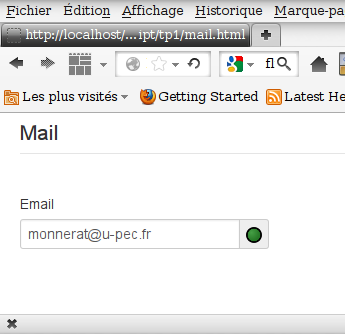 Fichier Édition Affichage Historique Marque-pa
http://localhost/...ipt/tp1/mail.html
fl
Les plus visités Getting Started Latest He
Mail
Email
monnerat@u-pec.fr